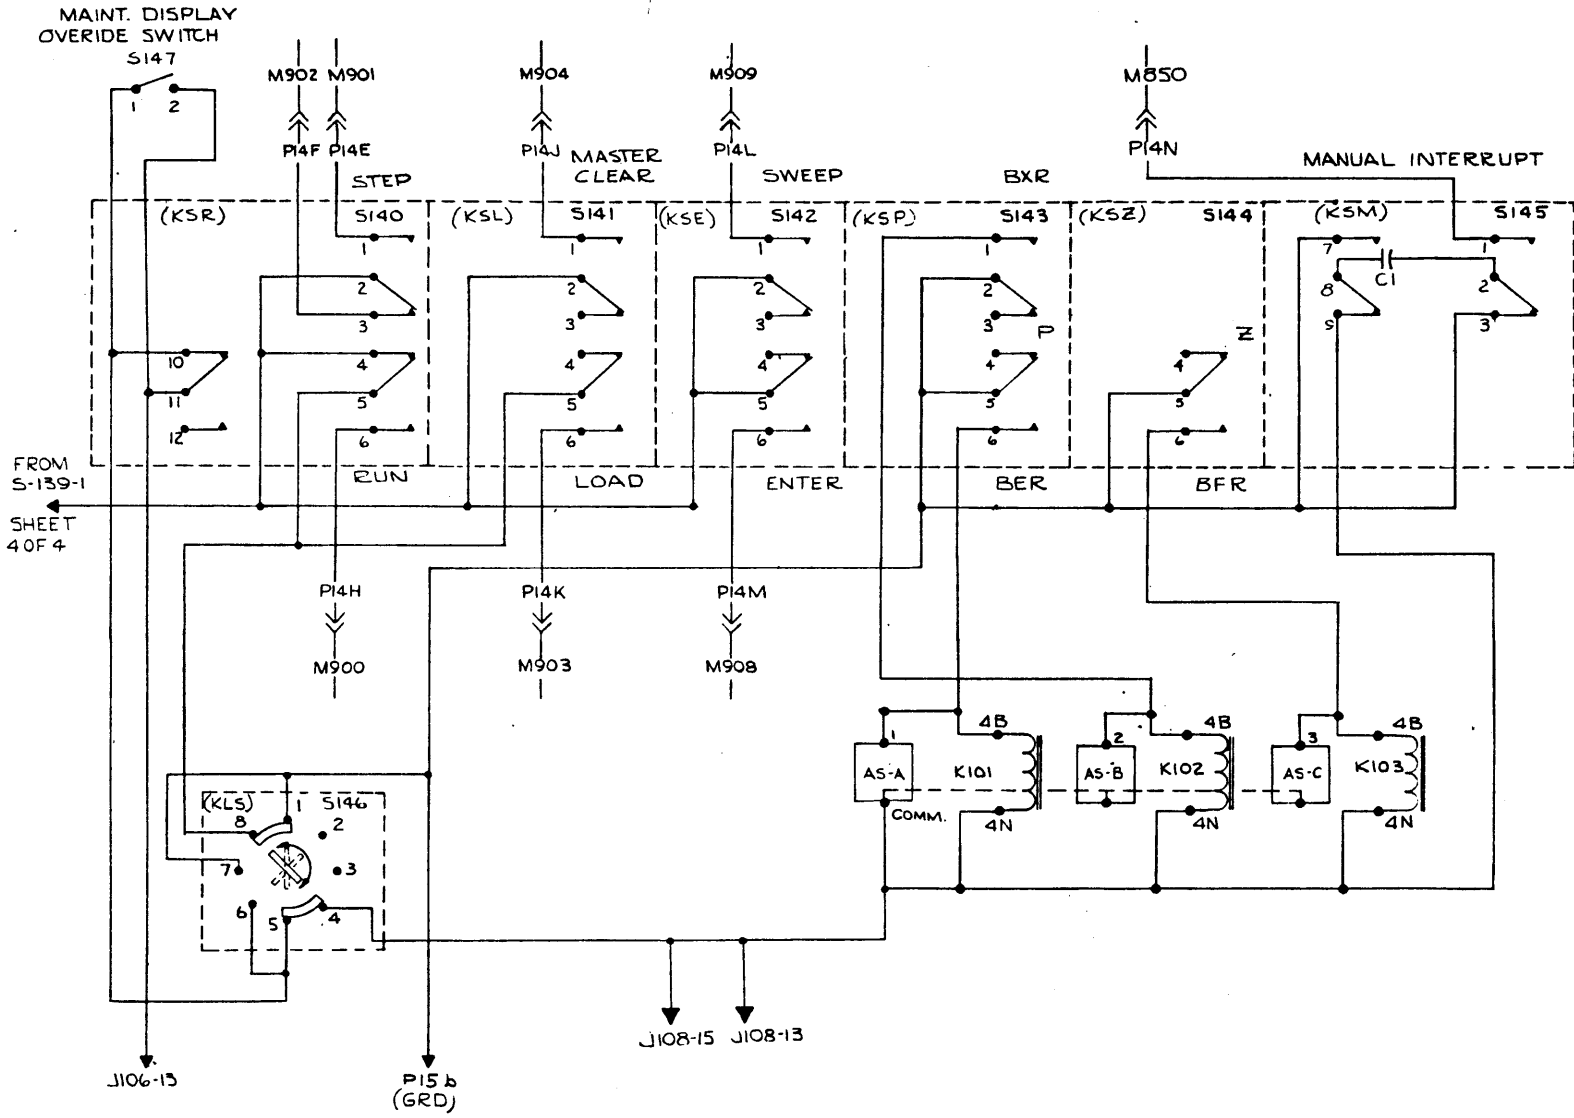 MAINT. DISPLAY
OVERIDE SWITCH
S147
1 2
M902 M901
M904
M909
M850
P14F P14E
P14J
P14L
P14N
STEP
MASTER
CLEAR
SWEEP
BXR
MANUAL INTERRUPT
(KSR)
S140
(KSL)
S141
(KSE)
S142
(KSP)
S143
(KSZ)
S144
(KSM)
S145
1
1
1
1
7
1
C1
2
2
2
2
8
2
3
3
3
3
P
Z
9
3
10
4
4
4
4
4
11
5
5
5
5
5
12
6
6
6
6
6
FROM
S-139-1
SHEET
4 OF 4
RUN
LOAD
ENTER
BER
BFR
P14H
P14K
P14M
M900
M903
M908
1
4B
2
4B
3
4B
AS-A
K101
AS-B
K102
AS-C
K103
COMM.
4N
4N
4N
(KLS)
1
S146
8
2
7
3
6
5
4
J108-15
J108-13
J106-13
P15 b
(GRD)